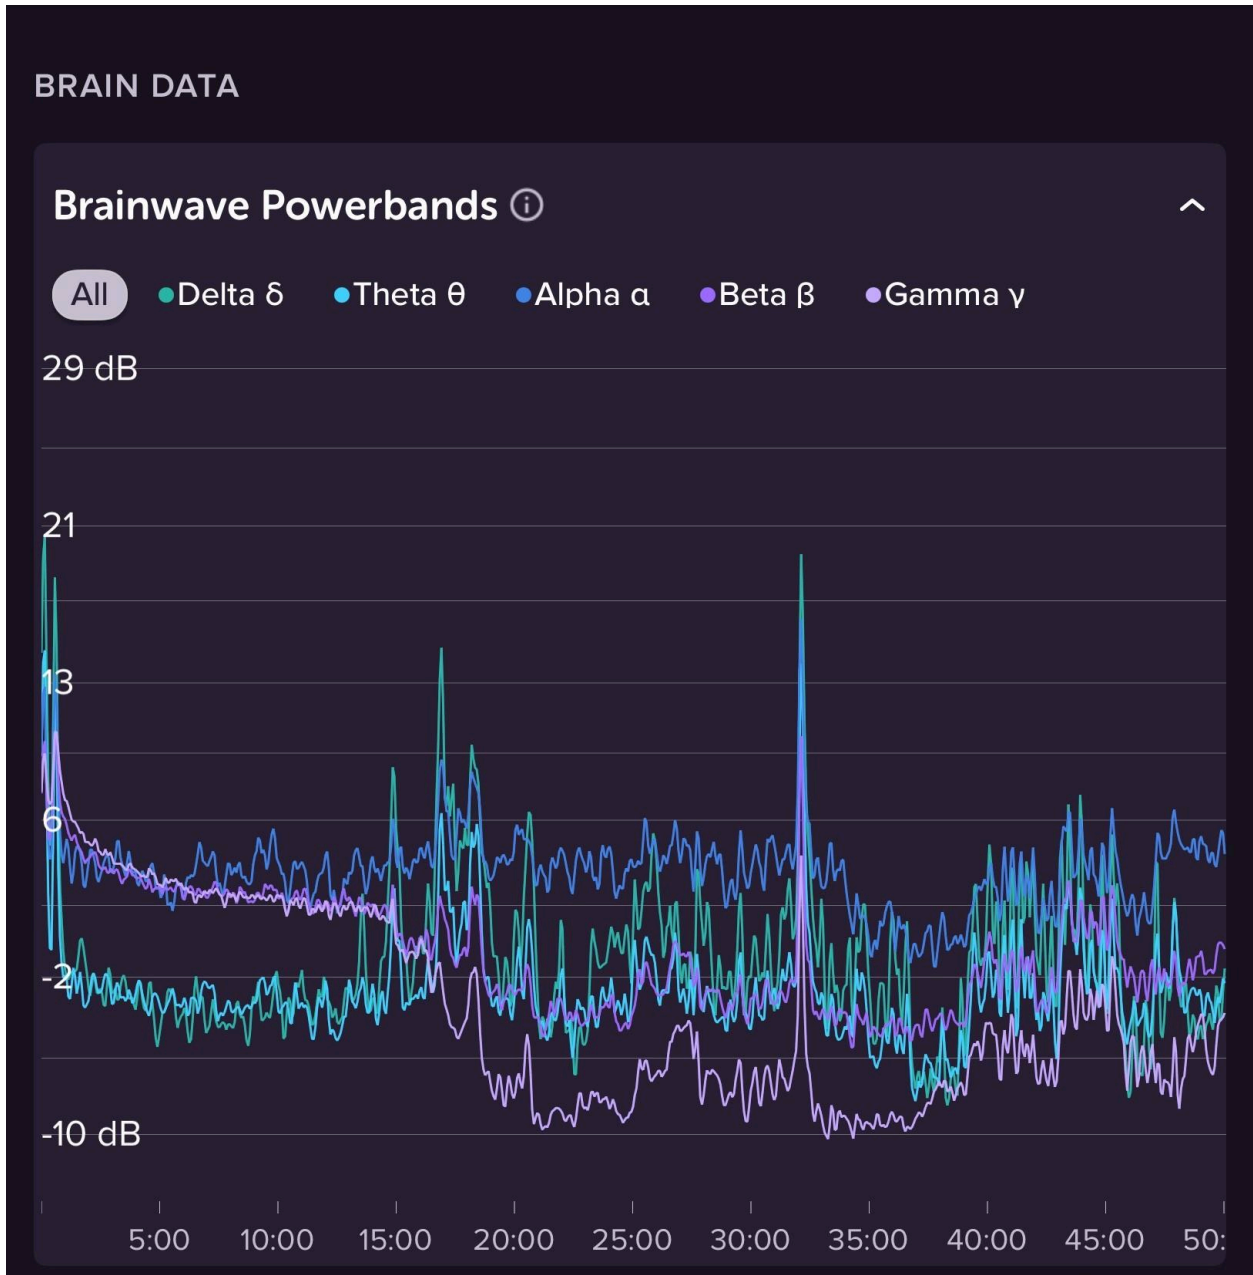 BRAIN DATA
Brainwave Powerbands
All Delta δ Theta θ Alpha α Beta β Gamma γ
29 dB
21
13
6
-2
-10 dB
5:00 10:00 15:00 20:00 25:00 30:00 35:00 40:00 45:00 50: